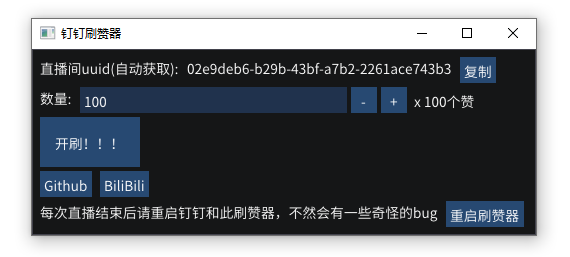 钉钉刷赞器
直播间uuid(自动获取): 02e9deb6-b29b-43bf-a7b2-2261ace743b3 复制
数量: 100 - + x 100个赞
开刷！！！
Github BiliBili
每次直播结束后请重启钉钉和此刷赞器，不然会有一些奇怪的bug 重启刷赞器